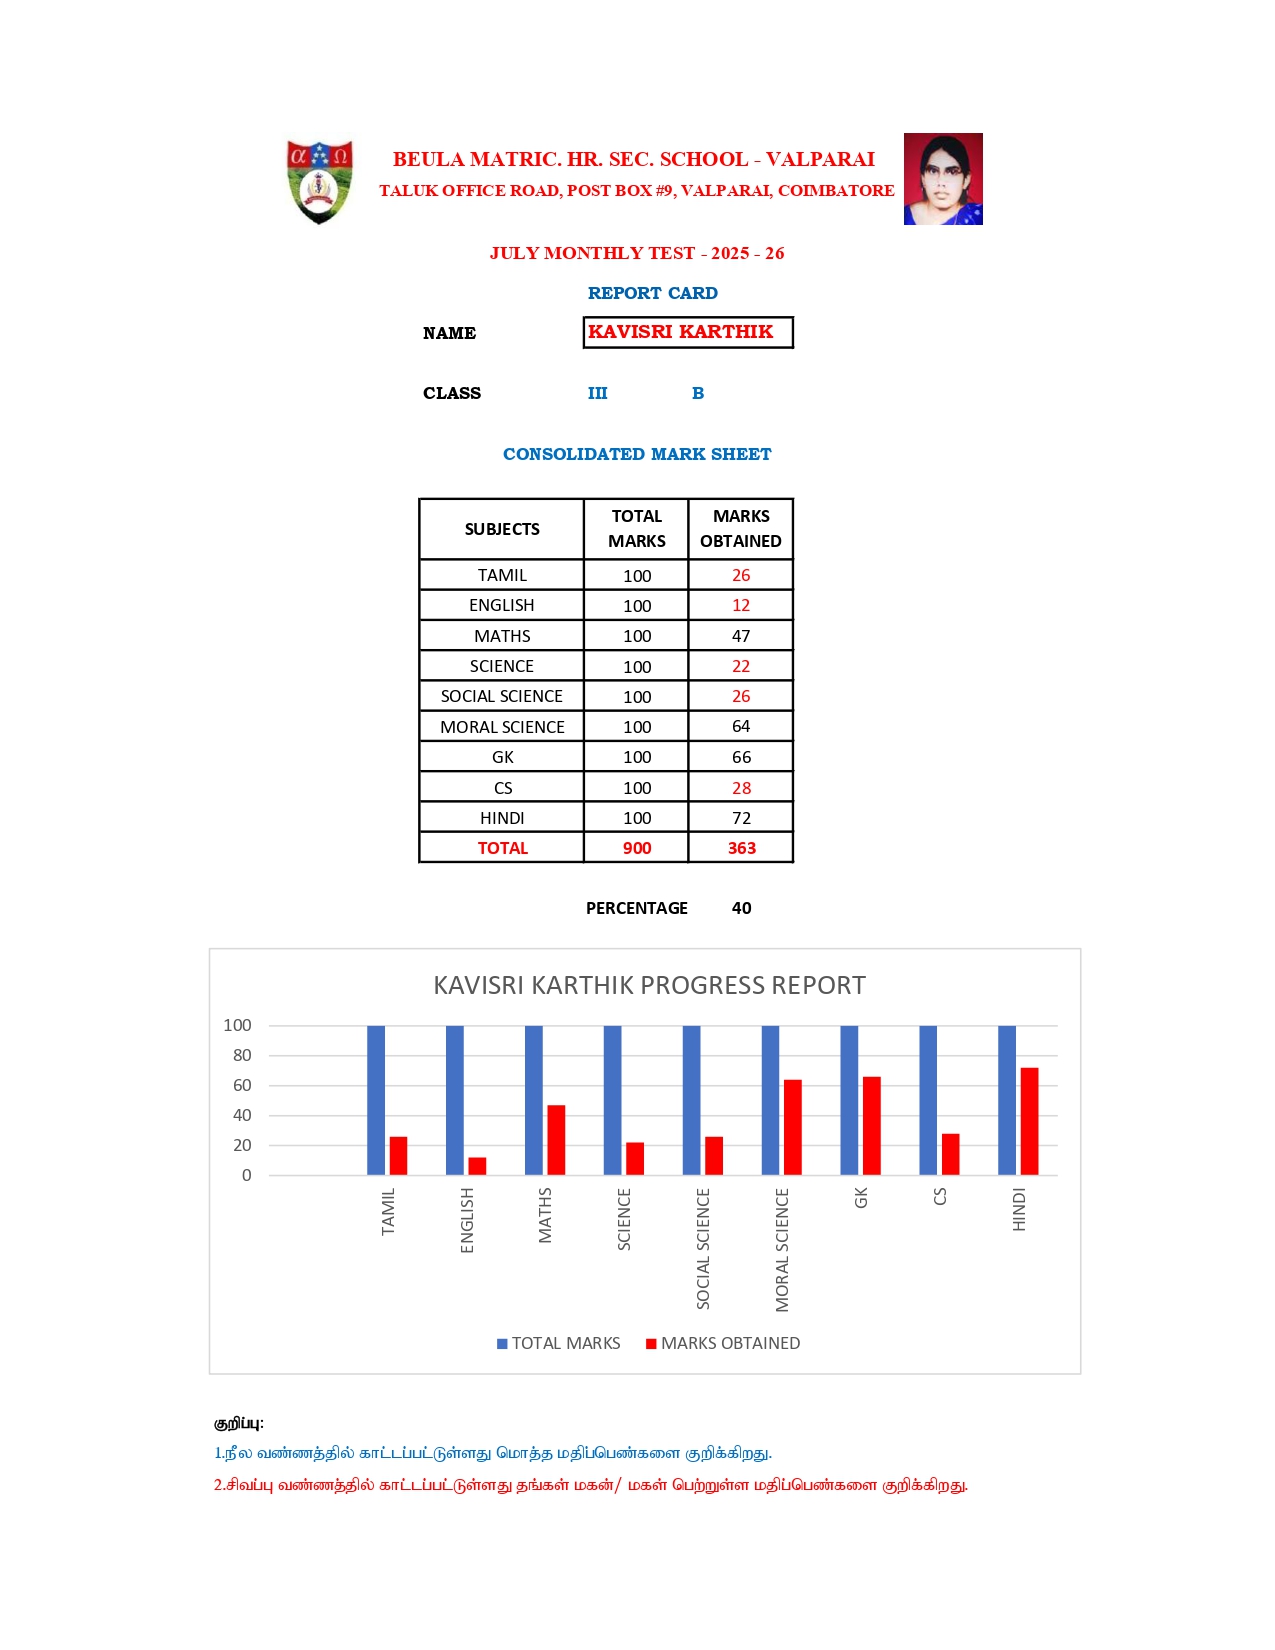 α Ω
BEULA MATRIC. HR. SEC. SCHOOL - VALPARAI
TALUK OFFICE ROAD, POST BOX #9, VALPARAI, COIMBATORE
JULY MONTHLY TEST - 2025 - 26
REPORT CARD
NAME KAVISRI KARTHIK
CLASS III B
CONSOLIDATED MARK SHEET
SUBJECTS TOTAL MARKS MARKS OBTAINED
TAMIL 100 26
ENGLISH 100 12
MATHS 100 47
SCIENCE 100 22
SOCIAL SCIENCE 100 26
MORAL SCIENCE 100 64
GK 100 66
CS 100 28
HINDI 100 72
TOTAL 900 363
PERCENTAGE 40
KAVISRI KARTHIK PROGRESS REPORT
100
80
60
40
20
0
TAMIL ENGLISH MATHS SCIENCE SOCIAL SCIENCE MORAL SCIENCE GK CS HINDI
TOTAL MARKS MARKS OBTAINED
குறிப்பு:
1.நீல வண்ணத்தில் காட்டப்பட்டுள்ளது மொத்த மதிப்பெண்களை குறிக்கிறது.
2.சிவப்பு வண்ணத்தில் காட்டப்பட்டுள்ளது தங்கள் மகன்/ மகள் பெற்றுள்ள மதிப்பெண்களை குறிக்கிறது.